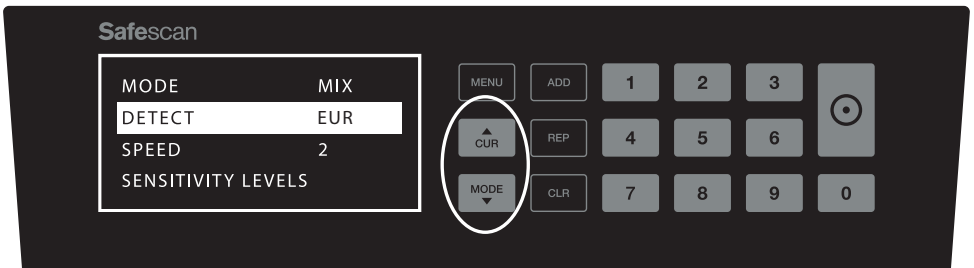 Safescan
MODE MIX
DETECT EUR
SPEED 2
SENSITIVITY LEVELS
MENU ADD 1 2 3
CUR REP 4 5 6
MODE CLR 7 8 9 0